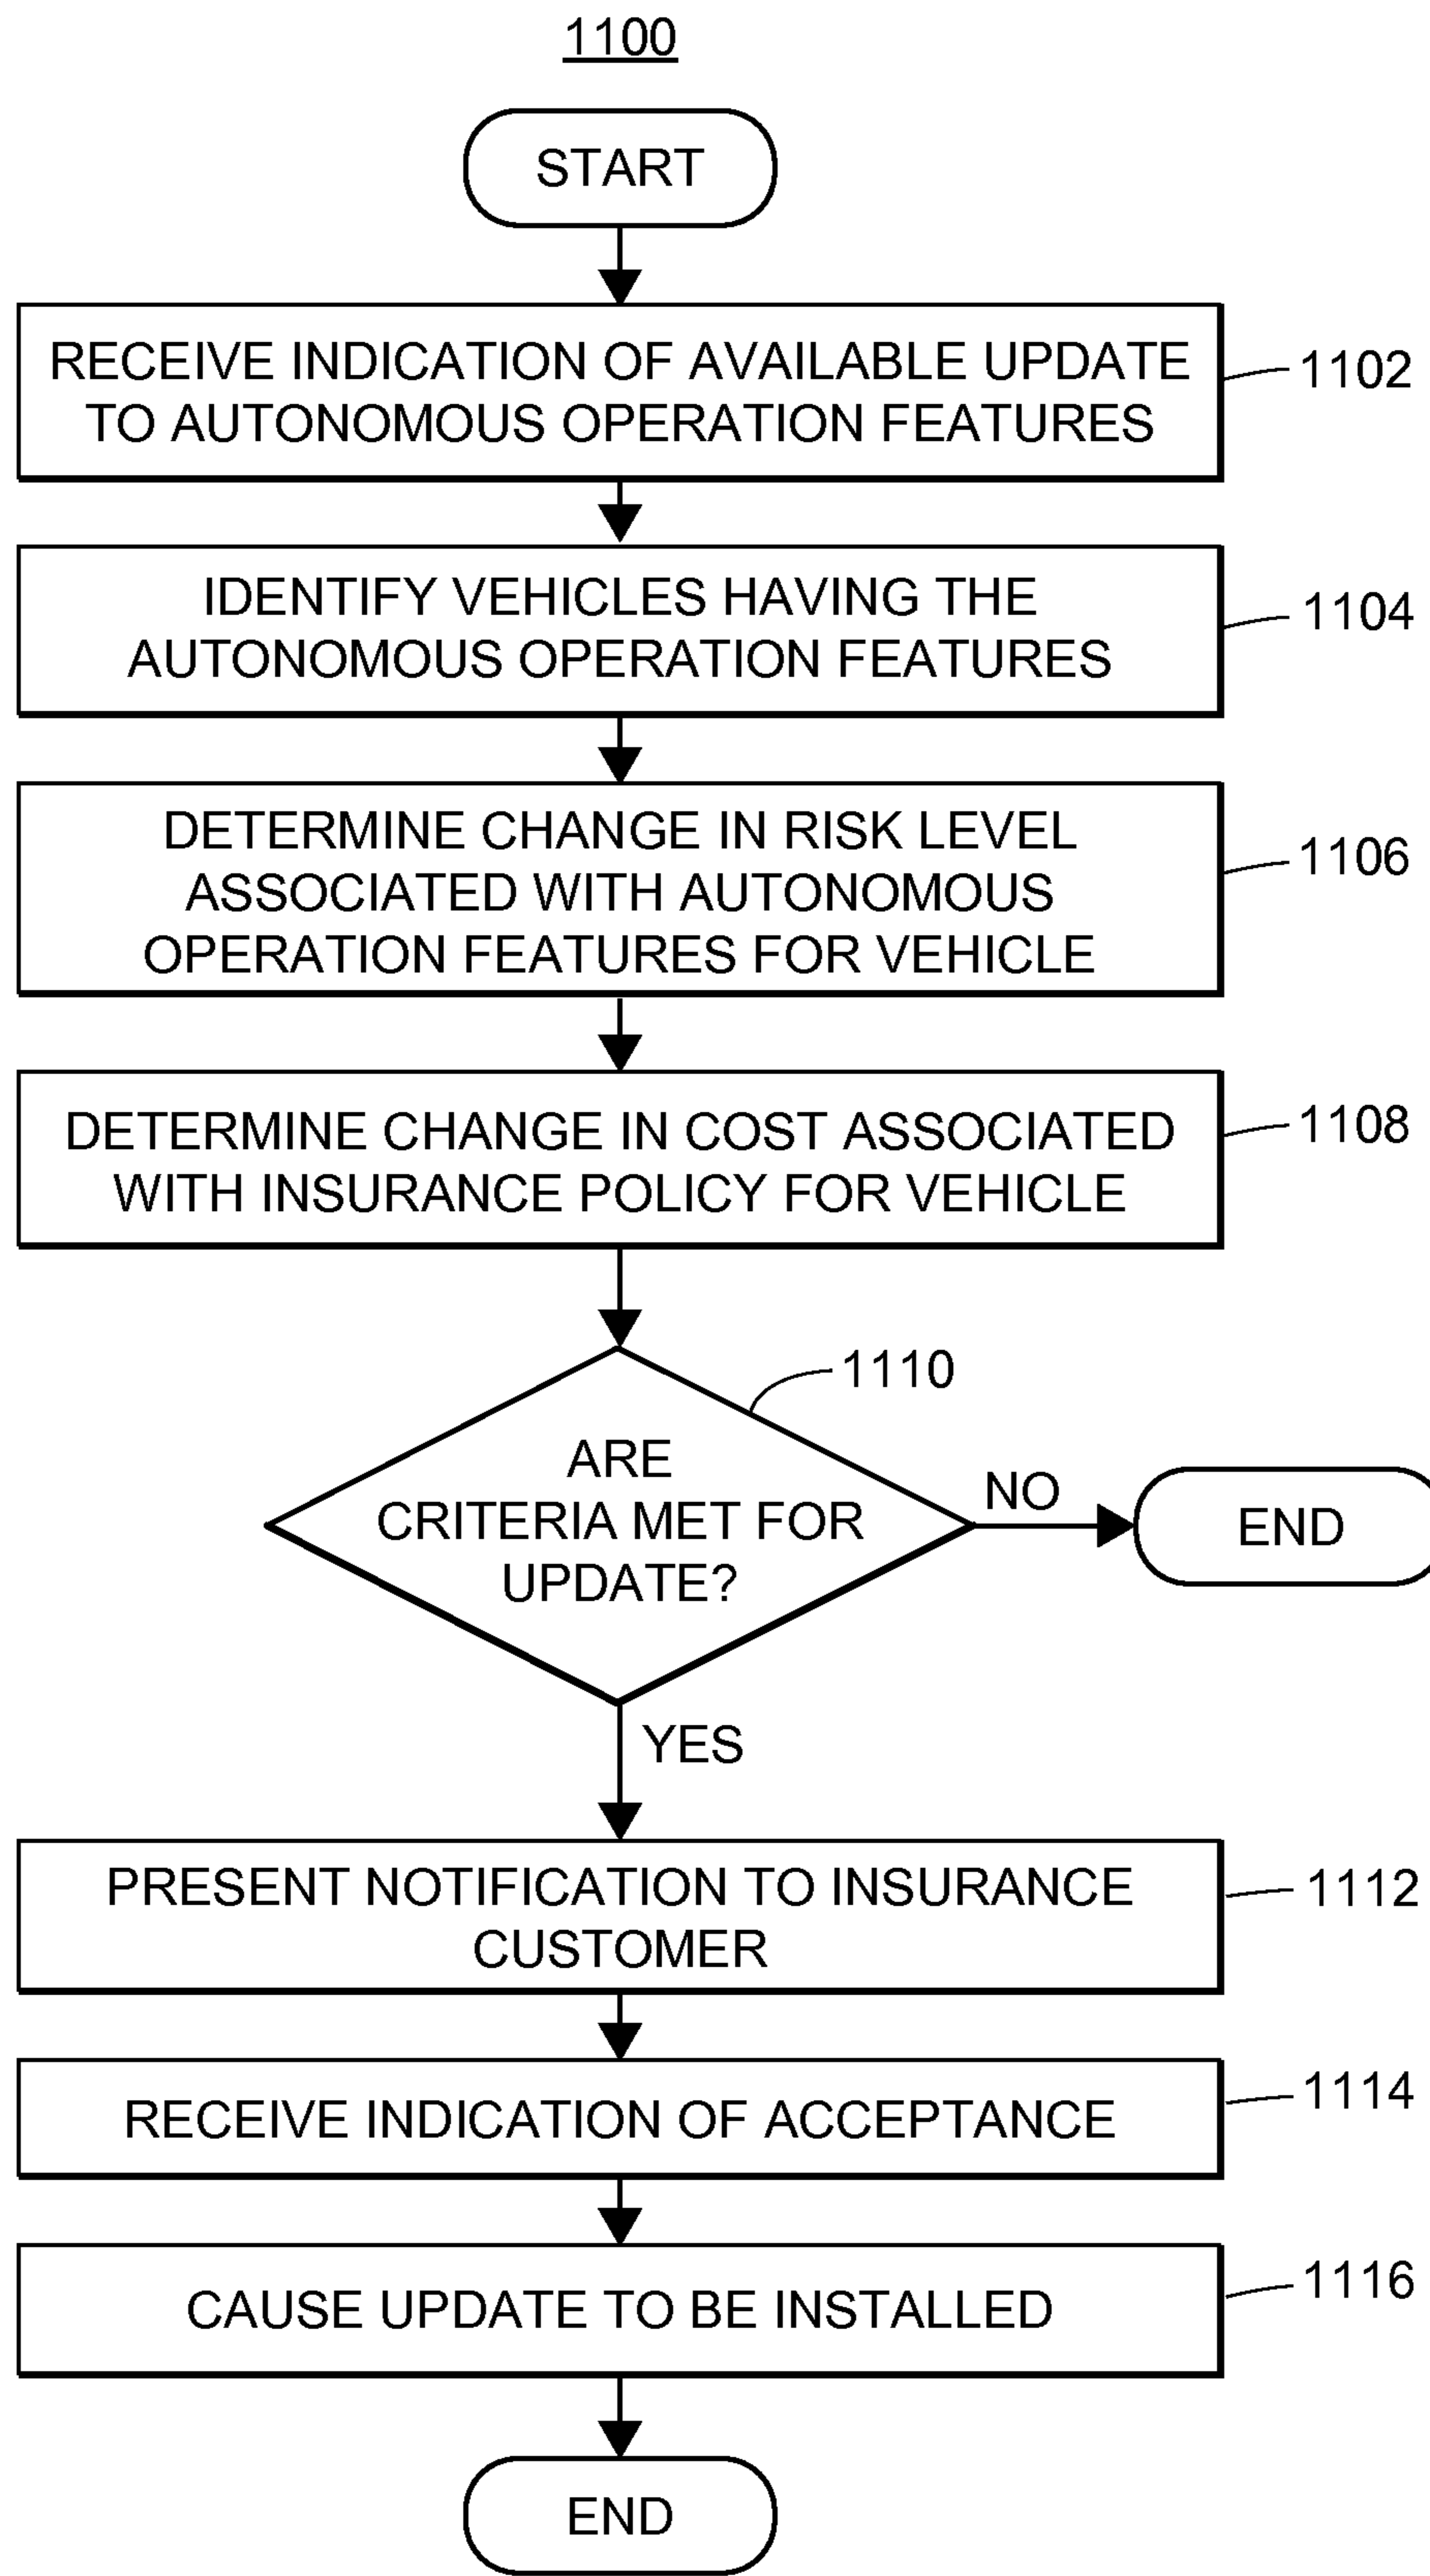 1100
START
RECEIVE INDICATION OF AVAILABLE UPDATE
TO AUTONOMOUS OPERATION FEATURES
1102
IDENTIFY VEHICLES HAVING THE
AUTONOMOUS OPERATION FEATURES
1104
DETERMINE CHANGE IN RISK LEVEL
ASSOCIATED WITH AUTONOMOUS
OPERATION FEATURES FOR VEHICLE
1106
DETERMINE CHANGE IN COST ASSOCIATED
WITH INSURANCE POLICY FOR VEHICLE
1108
1110
ARE
CRITERIA MET FOR
UPDATE?
NO
END
YES
PRESENT NOTIFICATION TO INSURANCE
CUSTOMER
1112
RECEIVE INDICATION OF ACCEPTANCE
1114
CAUSE UPDATE TO BE INSTALLED
1116
END